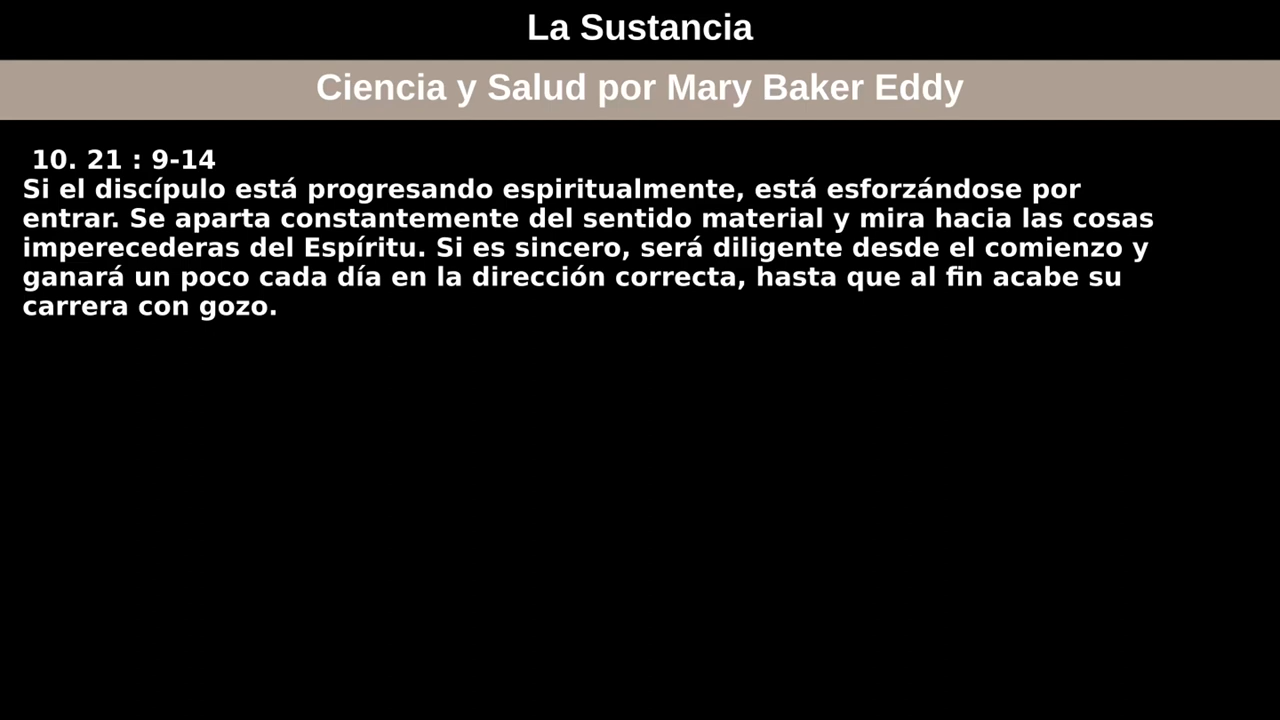 La Sustancia
Ciencia y Salud por Mary Baker Eddy
10. 21 : 9-14
Si el discípulo está progresando espiritualmente, está esforzándose por
entrar. Se aparta constantemente del sentido material y mira hacia las cosas
imperecederas del Espíritu. Si es sincero, será diligente desde el comienzo y
ganará un poco cada día en la dirección correcta, hasta que al fin acabe su
carrera con gozo.